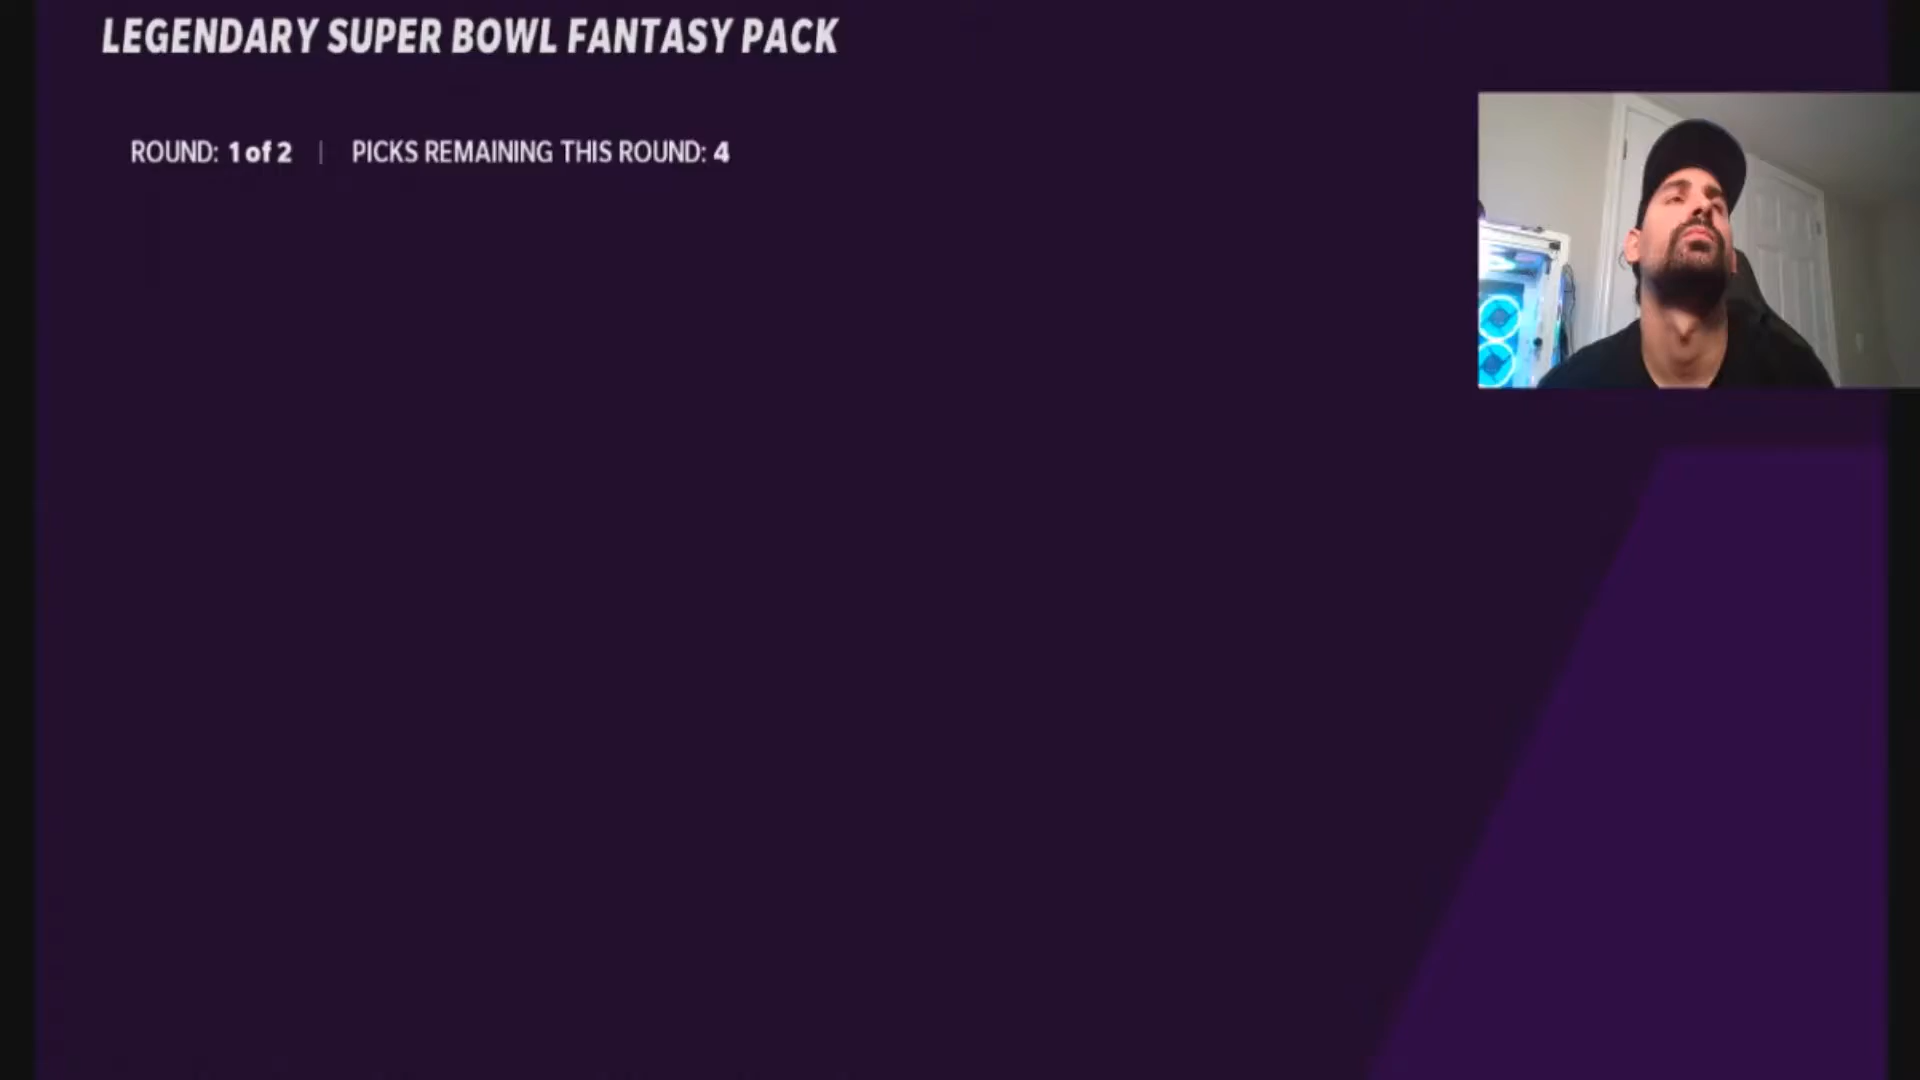 LEGENDARY SUPER BOWL FANTASY PACK
ROUND: 1 of 2 | PICKS REMAINING THIS ROUND: 4